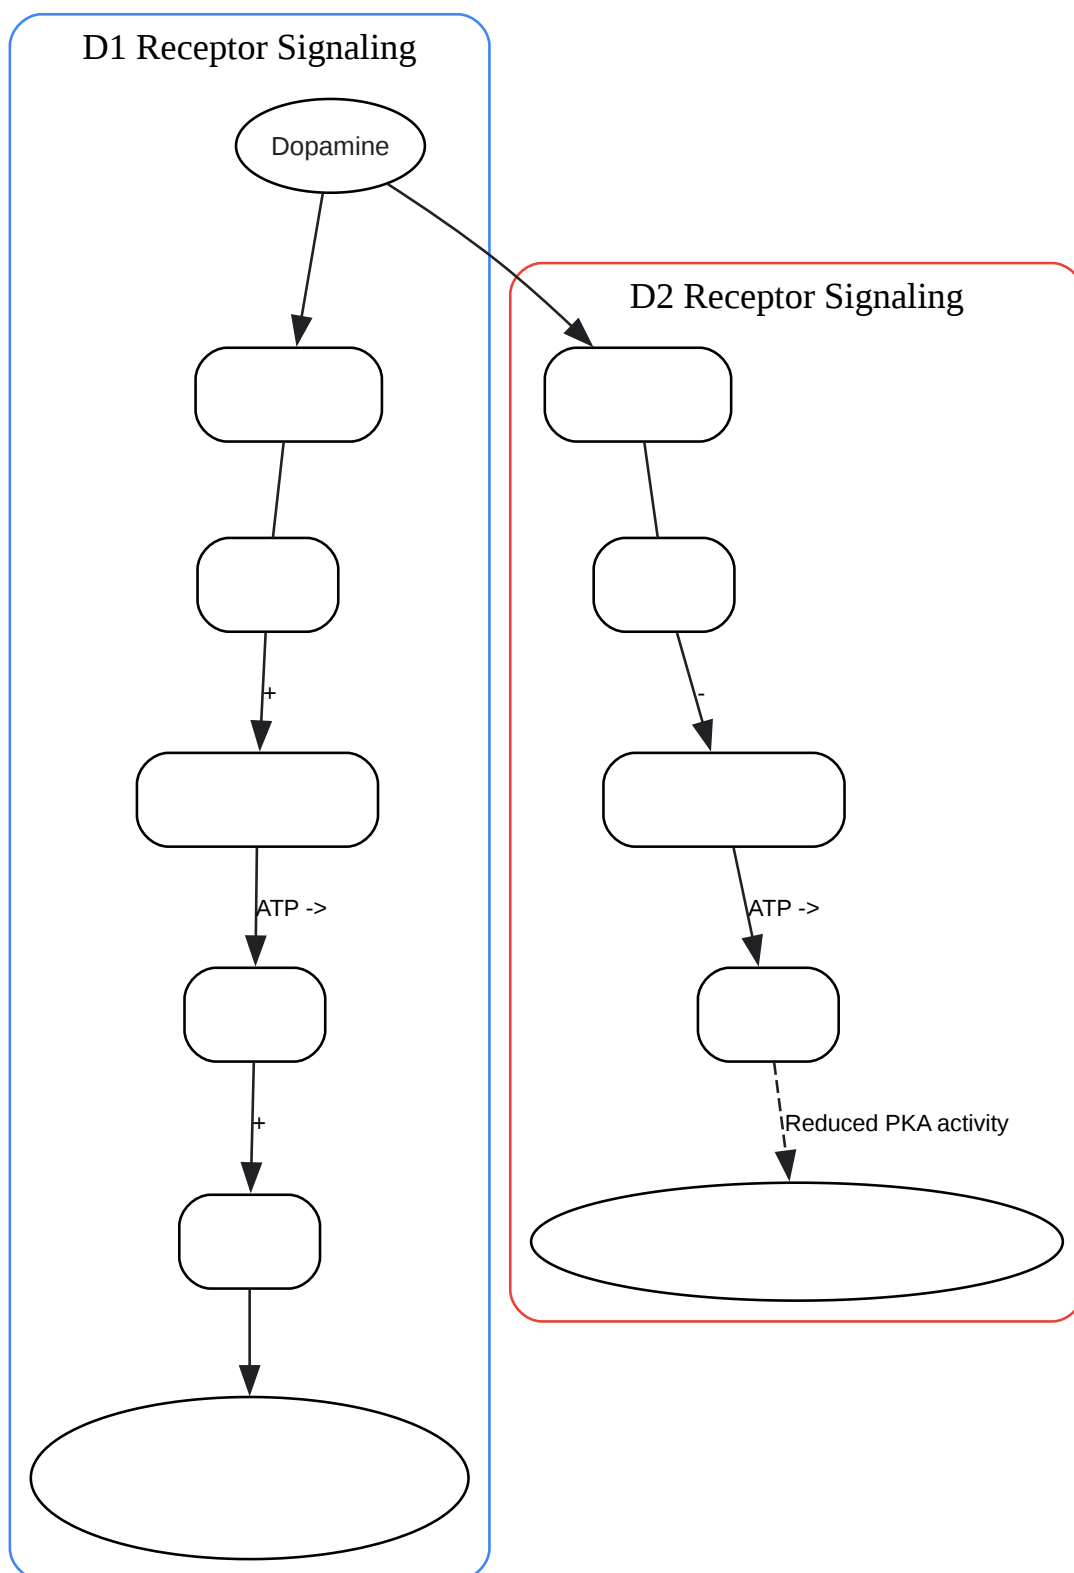 D1 Receptor Signaling
Dopamine
D2 Receptor Signaling
+
-
ATP ->
ATP ->
+
Reduced PKA activity